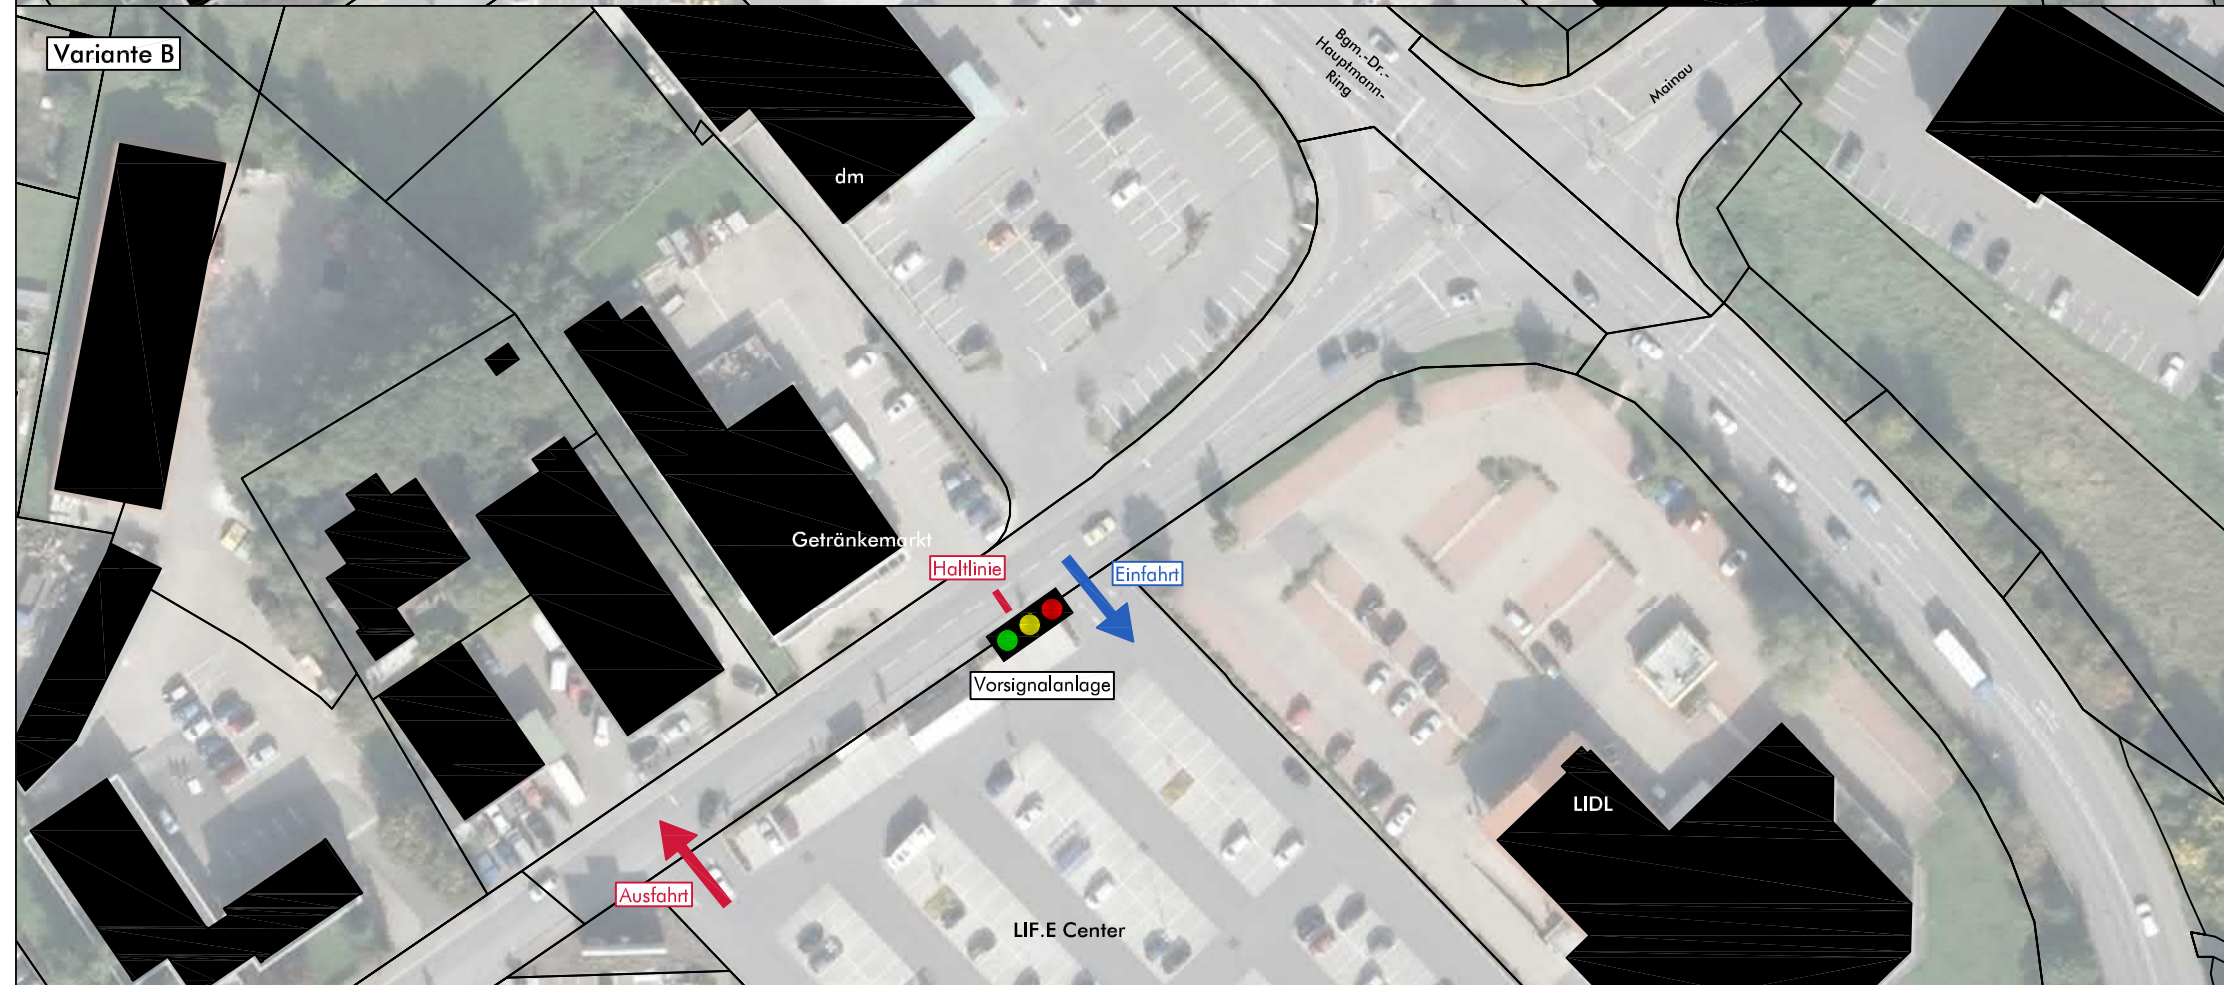 Variante B
Bgm.-Dr.-
Hauptmann-
Ring
Mainau
dm
Getränkemarkt
Haltlinie
Einfahrt
Vorsignalanlage
LIDL
Ausfahrt
LIF.E Center